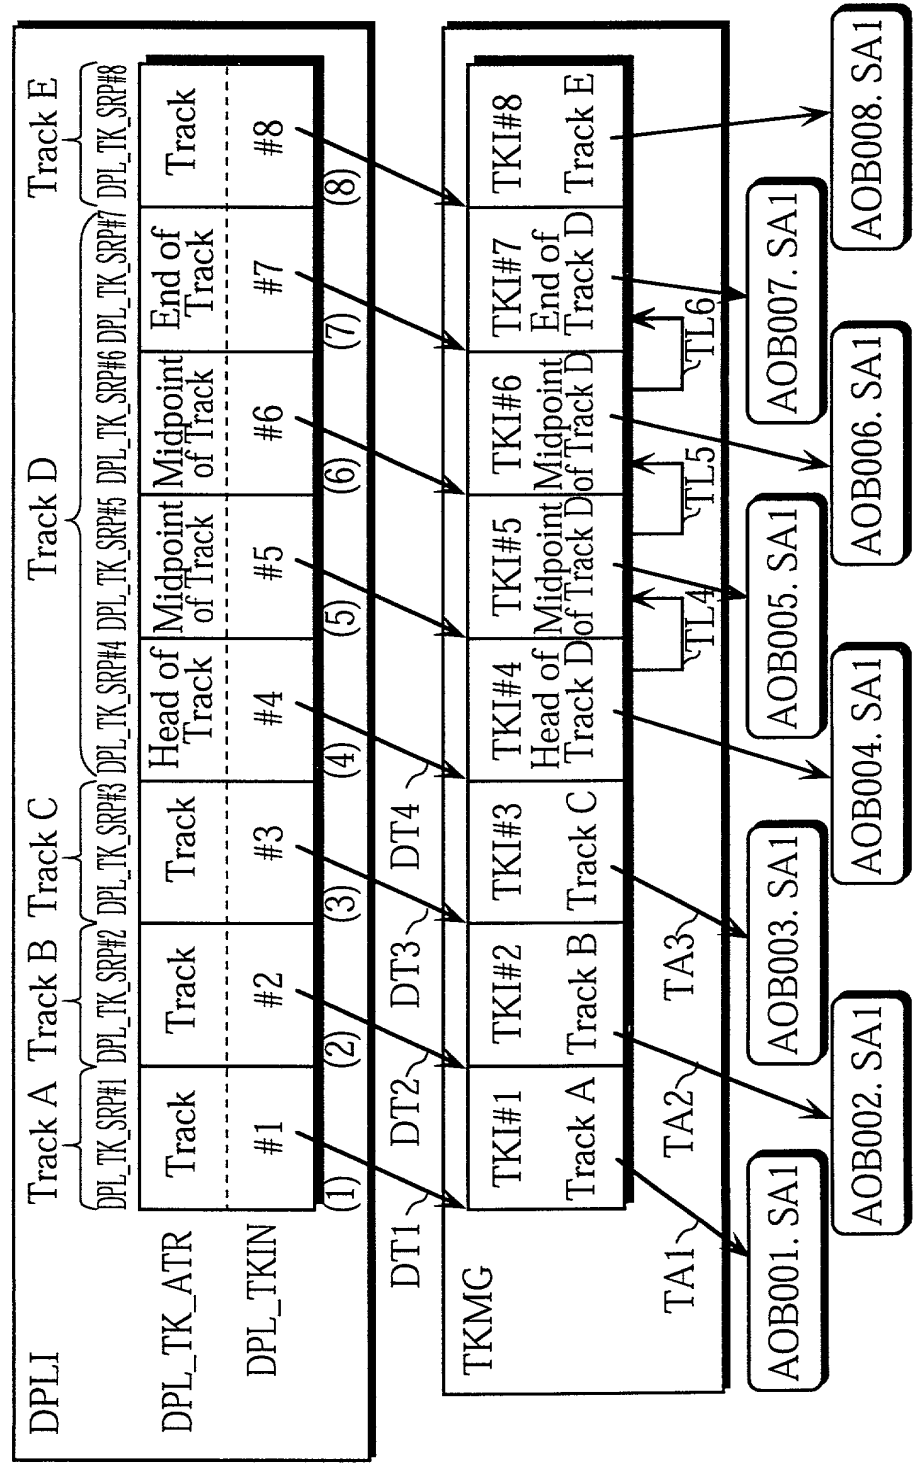 DPLI
Track A
Track B
Track C
Track D
Track E
DPL_TK_SRP#1
DPL_TK_SRP#2
DPL_TK_SRP#3
DPL_TK_SRP#4
DPL_TK_SRP#5
DPL_TK_SRP#6
DPL_TK_SRP#7
DPL_TK_SRP#8
DPL_TK_ATR
Track
Track
Track
Head of
Track
Midpoint
of Track
Midpoint
of Track
End of
Track
Track
DPL_TKIN
#1
#2
#3
#4
#5
#6
#7
#8
(1)
(2)
(3)
(4)
(5)
(6)
(7)
(8)
DT1
DT2
DT3
DT4
TKMG
TKI#1
Track A
TKI#2
Track B
TKI#3
Track C
TKI#4
Head of
Track D
TKI#5
Midpoint
of Track D
TKI#6
Midpoint
of Track D
TKI#7
End of
Track D
TKI#8
Track E
TA1
TA2
TA3
TL4
TL5
TL6
AOB001. SA1
AOB002. SA1
AOB003. SA1
AOB004. SA1
AOB005. SA1
AOB006. SA1
AOB007. SA1
AOB008. SA1